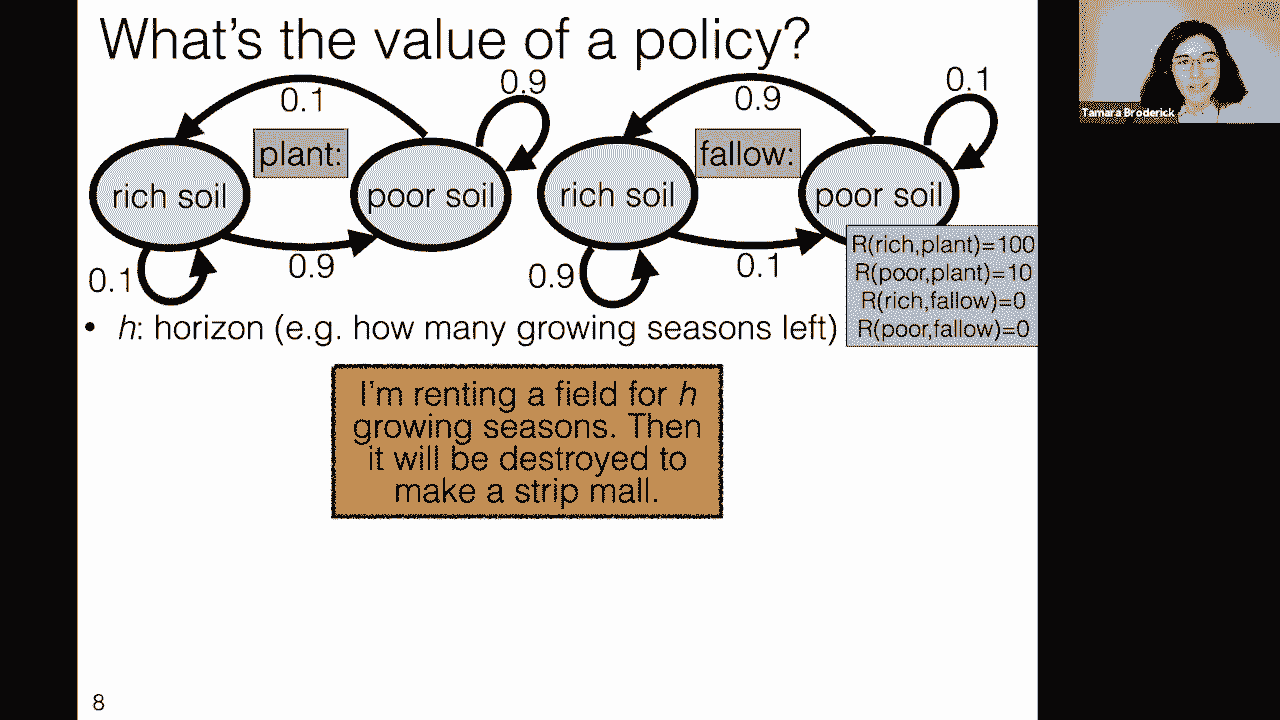 What's the value of a policy?
0.1
0.9
0.9
0.1
Tamara Broderick
plant:
fallow:
rich soil
poor soil
rich soil
poor soil
0.1
0.9
0.9
0.1
R(rich,plant)=100
R(poor,plant)=10
R(rich,fallow)=0
R(poor,fallow)=0
• h: horizon (e.g. how many growing seasons left)
I'm renting a field for h
growing seasons. Then
it will be destroyed to
make a strip mall.
8